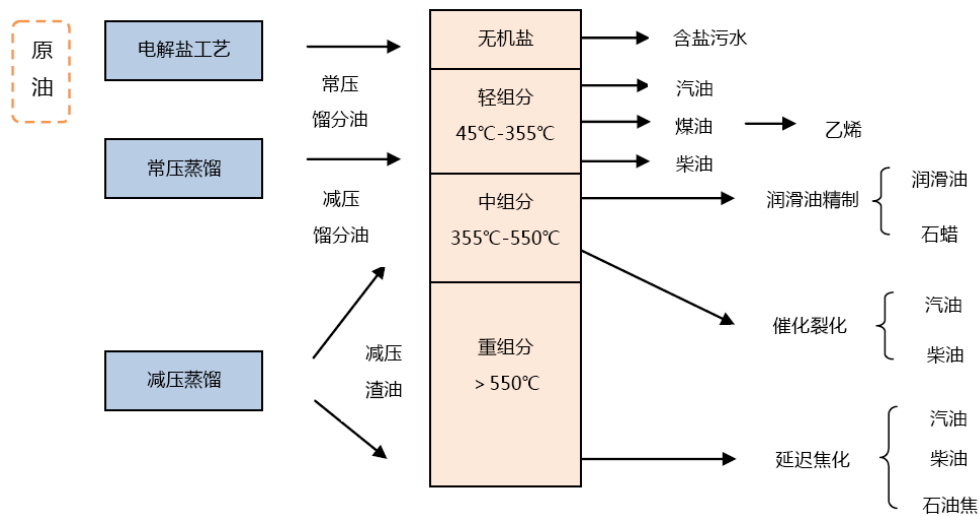 原
油
电解盐工艺
常压蒸馏
减压蒸馏
常压
馏分油
减压
馏分油
减压
渣油
无机盐
轻组分
45℃-355℃
中组分
355℃-550℃
重组分
＞550℃
含盐污水
汽油
煤油
乙烯
柴油
润滑油精制
润滑油
石蜡
催化裂化
汽油
柴油
延迟焦化
汽油
柴油
石油焦